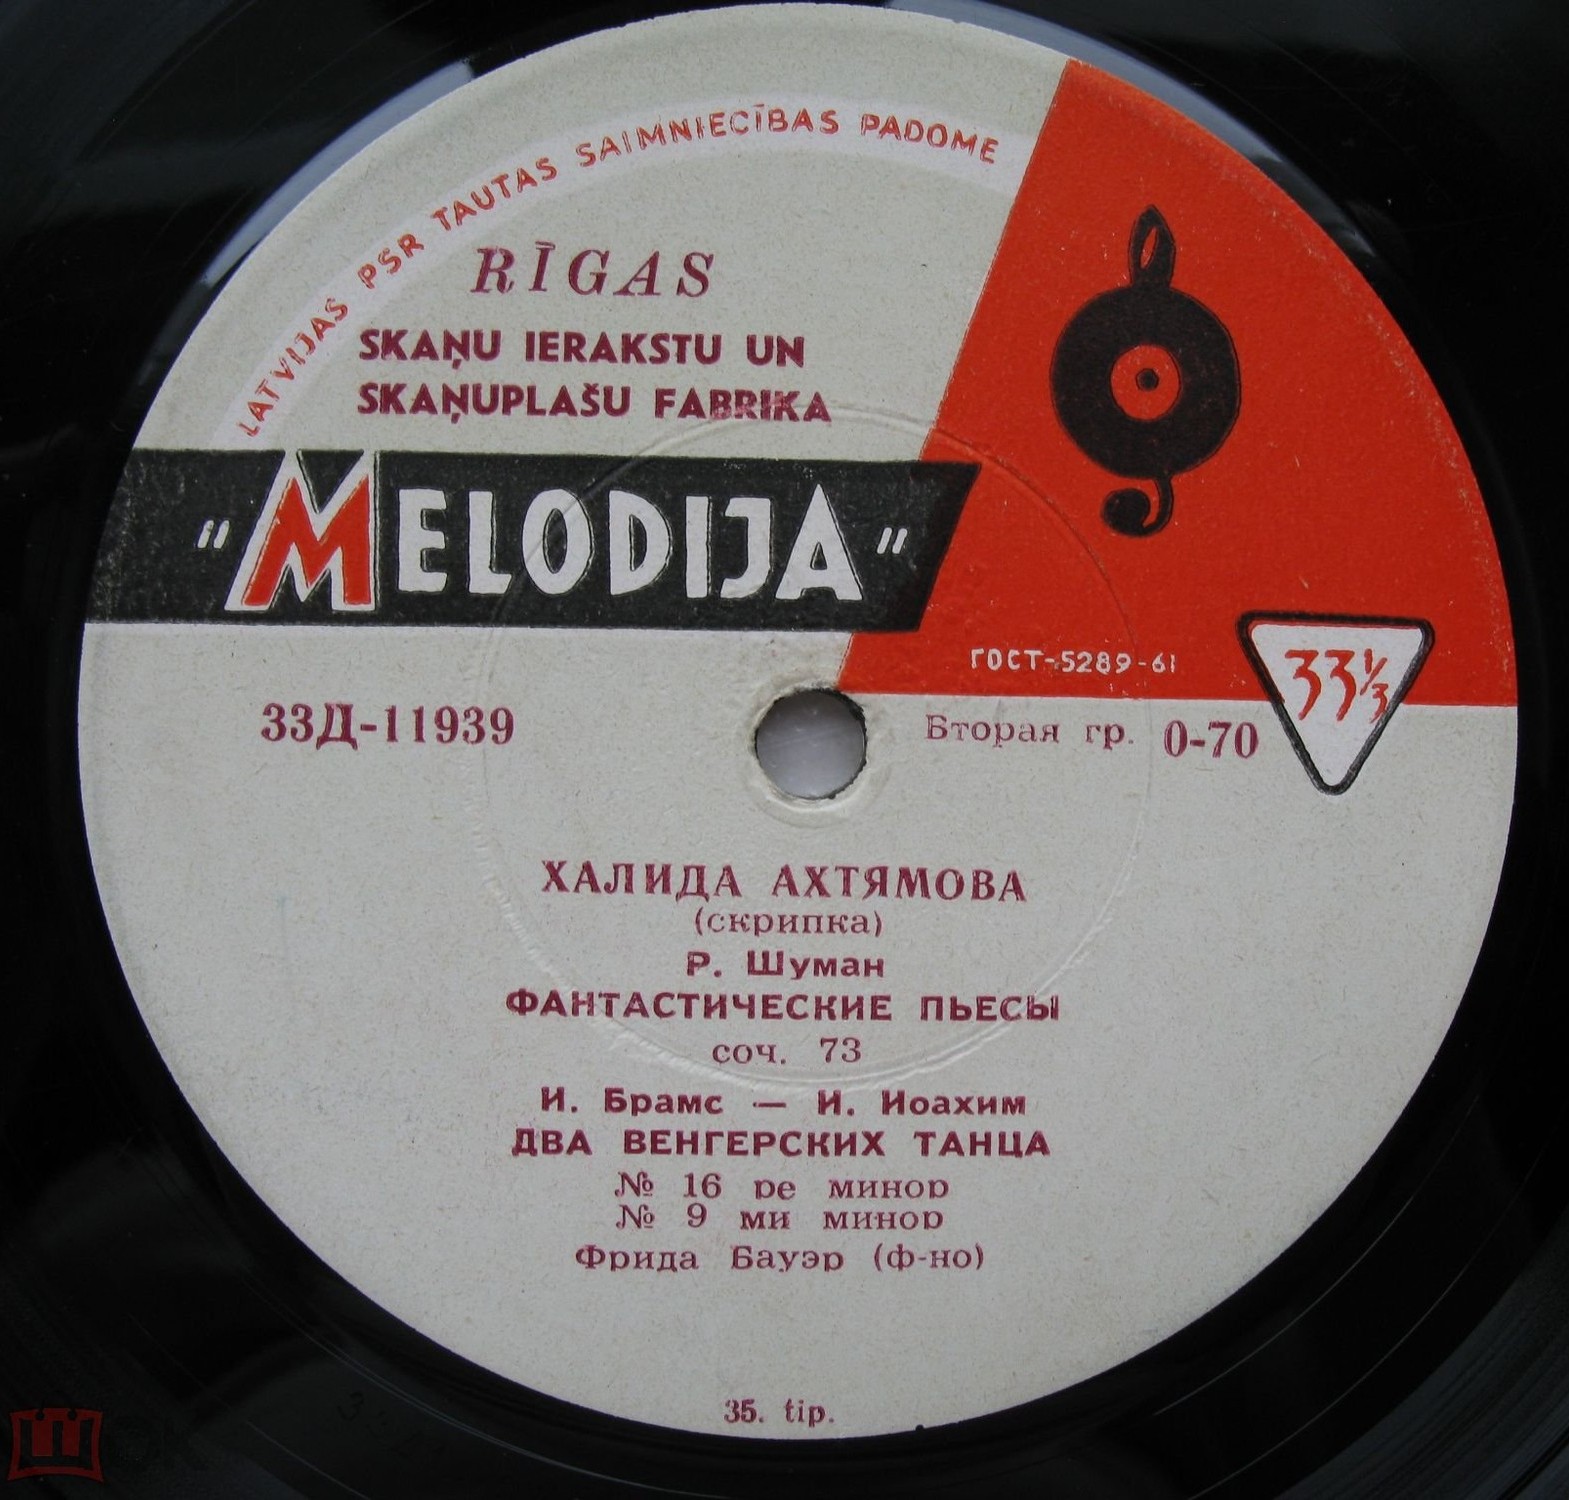 LATVIJAS PSR TAUTAS SAIMNIECĪBAS PADOME
RĪGAS
SKAŅU IERAKSTU UN
SKAŅUPLAŠU FABRIKA
"MELODIJA"
ГОСТ-5289-61
33⅓
33Д-11939
Вторая гр. 0-70
ХАЛИДА АХТЯМОВА
(скрипка)
Р. Шуман
ФАНТАСТИЧЕСКИЕ ПЬЕСЫ
соч. 73
И. Брамс — И. Иоахим
ДВА ВЕНГЕРСКИХ ТАНЦА
№ 16 ре минор
№ 9 ми минор
Фрида Бауэр (ф-но)
35. tip.